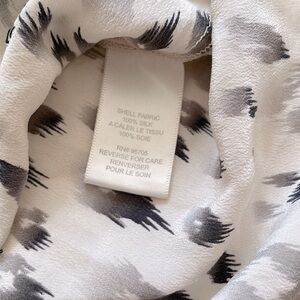 SHELL FABRIC
100% SILK
A CALER LE TISSU
100% SOIE
RN# 96705
REVERSE FOR CARE
RENVERSER
POUR LE SOIN